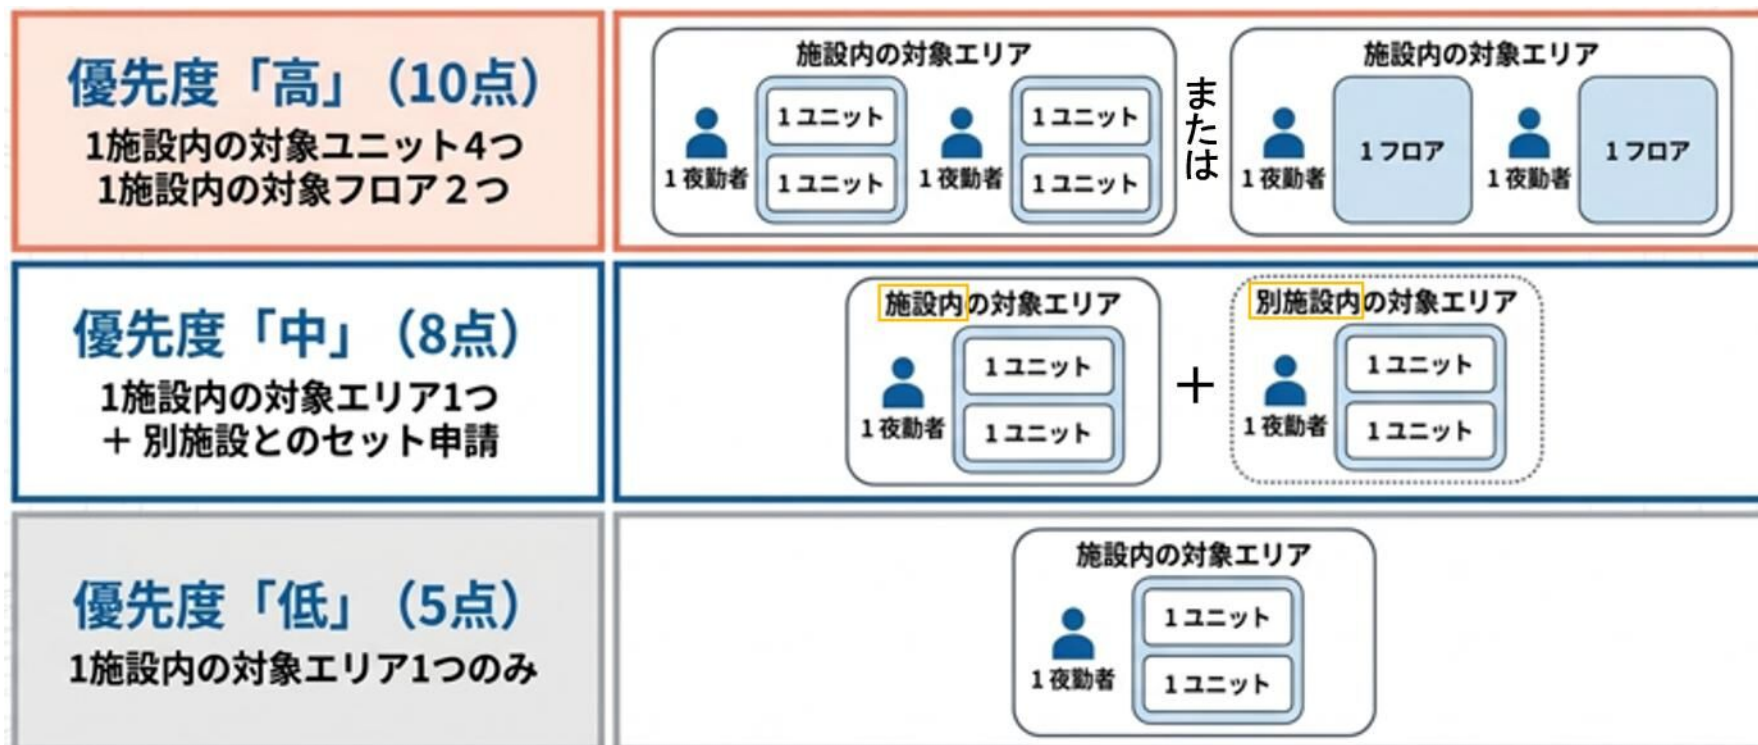 優先度「高」（10点）
1施設内の対象ユニット4つ
1施設内の対象フロア２つ
施設内の対象エリア
1 夜勤者
1 ユニット
1 ユニット
1 夜勤者
1 ユニット
1 ユニット
または
施設内の対象エリア
1 夜勤者
1 フロア
1 夜勤者
1 フロア
優先度「中」（8点）
1施設内の対象エリア1つ
＋ 別施設とのセット申請
施設内の対象エリア
1 夜勤者
1 ユニット
1 ユニット
＋
別施設内の対象エリア
1 夜勤者
1 ユニット
1 ユニット
優先度「低」（5点）
1施設内の対象エリア1つのみ
施設内の対象エリア
1 夜勤者
1 ユニット
1 ユニット